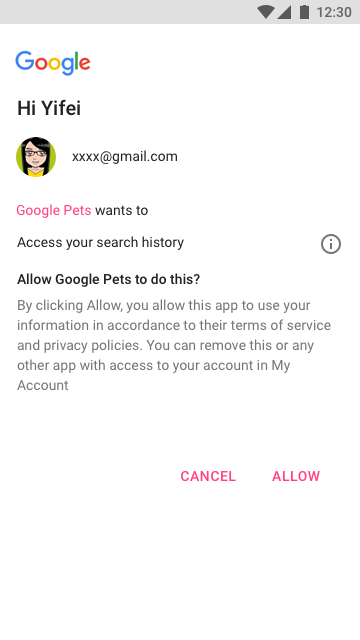 12:30
Google
Hi Yifei
xxxx@gmail.com
Google Pets wants to
Access your search history
Allow Google Pets to do this?
By clicking Allow, you allow this app to use your
information in accordance to their terms of service
and privacy policies. You can remove this or any
other app with access to your account in My
Account
CANCEL ALLOW